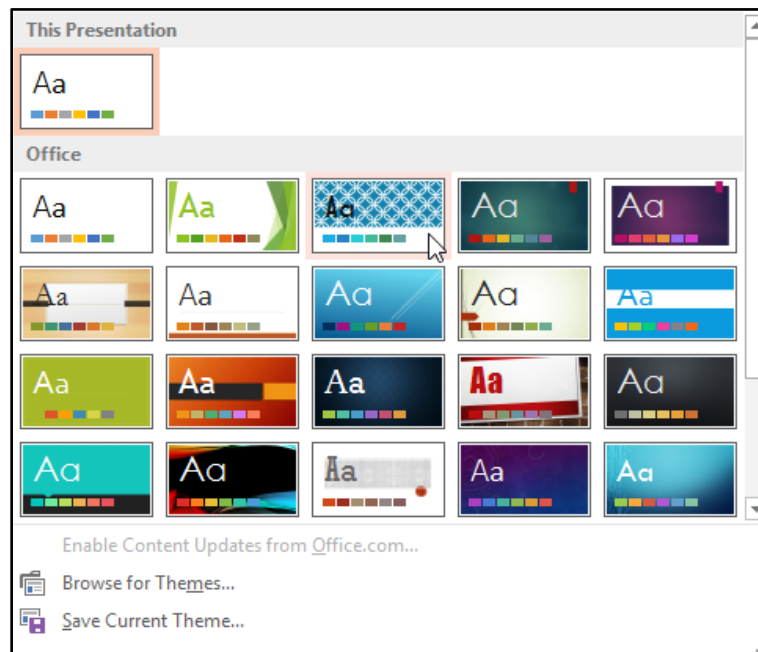 This Presentation
Aa
Office
Aa Aa Aa Aa Aa
Aa Aa Aa Aa Aa
Aa Aa Aa Aa Aa
Aa Aa Aa Aa Aa
Enable Content Updates from Office.com...
Browse for Themes...
Save Current Theme...